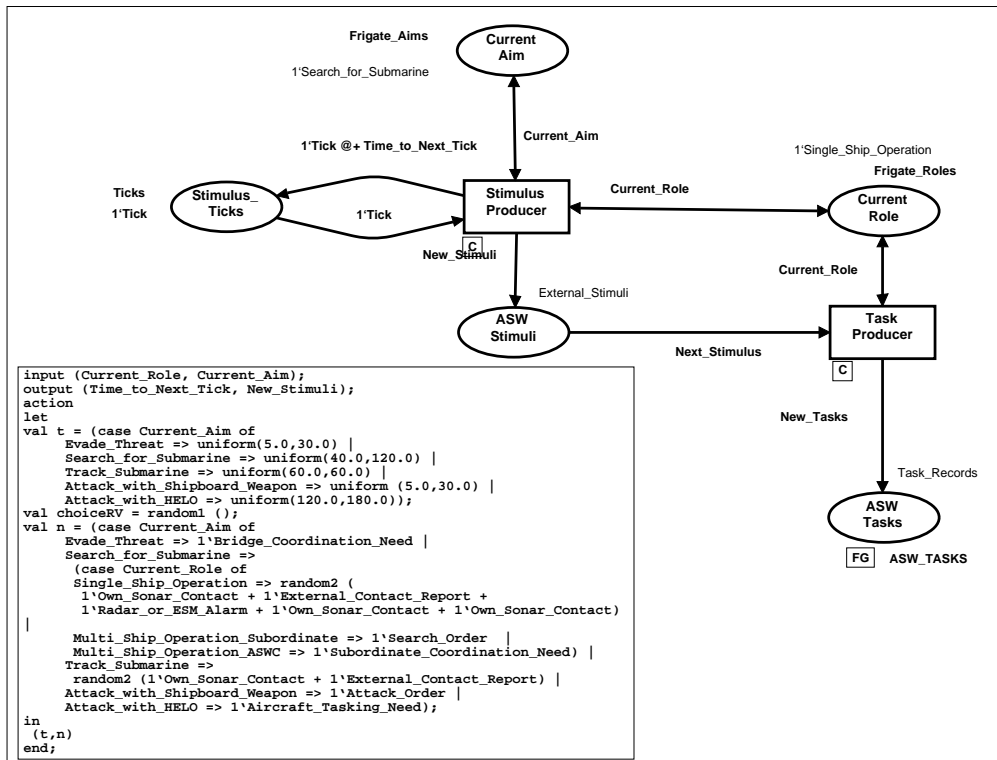 Frigate_Aims
Current
Aim
1‘Search_for_Submarine
Current_Aim
1‘Tick @+ Time_to_Next_Tick
1‘Single_Ship_Operation
Frigate_Roles
Ticks
1‘Tick
Stimulus_
Ticks
1‘Tick
Stimulus
Producer
Current_Role
Current
Role
C
New_Stimuli
Current_Role
External_Stimuli
ASW
Stimuli
Task
Producer
Next_Stimulus
C
New_Tasks
Task_Records
ASW
Tasks
FG
ASW_TASKS
input (Current_Role, Current_Aim);
output (Time_to_Next_Tick, New_Stimuli);
action
let
val t = (case Current_Aim of
Evade_Threat => uniform(5.0,30.0) |
Search_for_Submarine => uniform(40.0,120.0) |
Track_Submarine => uniform(60.0,60.0) |
Attack_with_Shipboard_Weapon => uniform (5.0,30.0) |
Attack_with_HELO => uniform(120.0,180.0));
val choiceRV = random1 ();
val n = (case Current_Aim of
Evade_Threat => 1‘Bridge_Coordination_Need |
Search_for_Submarine =>
(case Current_Role of
Single_Ship_Operation => random2 (
1‘Own_Sonar_Contact + 1‘External_Contact_Report +
1‘Radar_or_ESM_Alarm + 1‘Own_Sonar_Contact + 1‘Own_Sonar_Contact)
|
Multi_Ship_Operation_Subordinate => 1‘Search_Order |
Multi_Ship_Operation_ASWC => 1‘Subordinate_Coordination_Need) |
Track_Submarine =>
random2 (1‘Own_Sonar_Contact + 1‘External_Contact_Report) |
Attack_with_Shipboard_Weapon => 1‘Attack_Order |
Attack_with_HELO => 1‘Aircraft_Tasking_Need);
in
(t,n)
end;